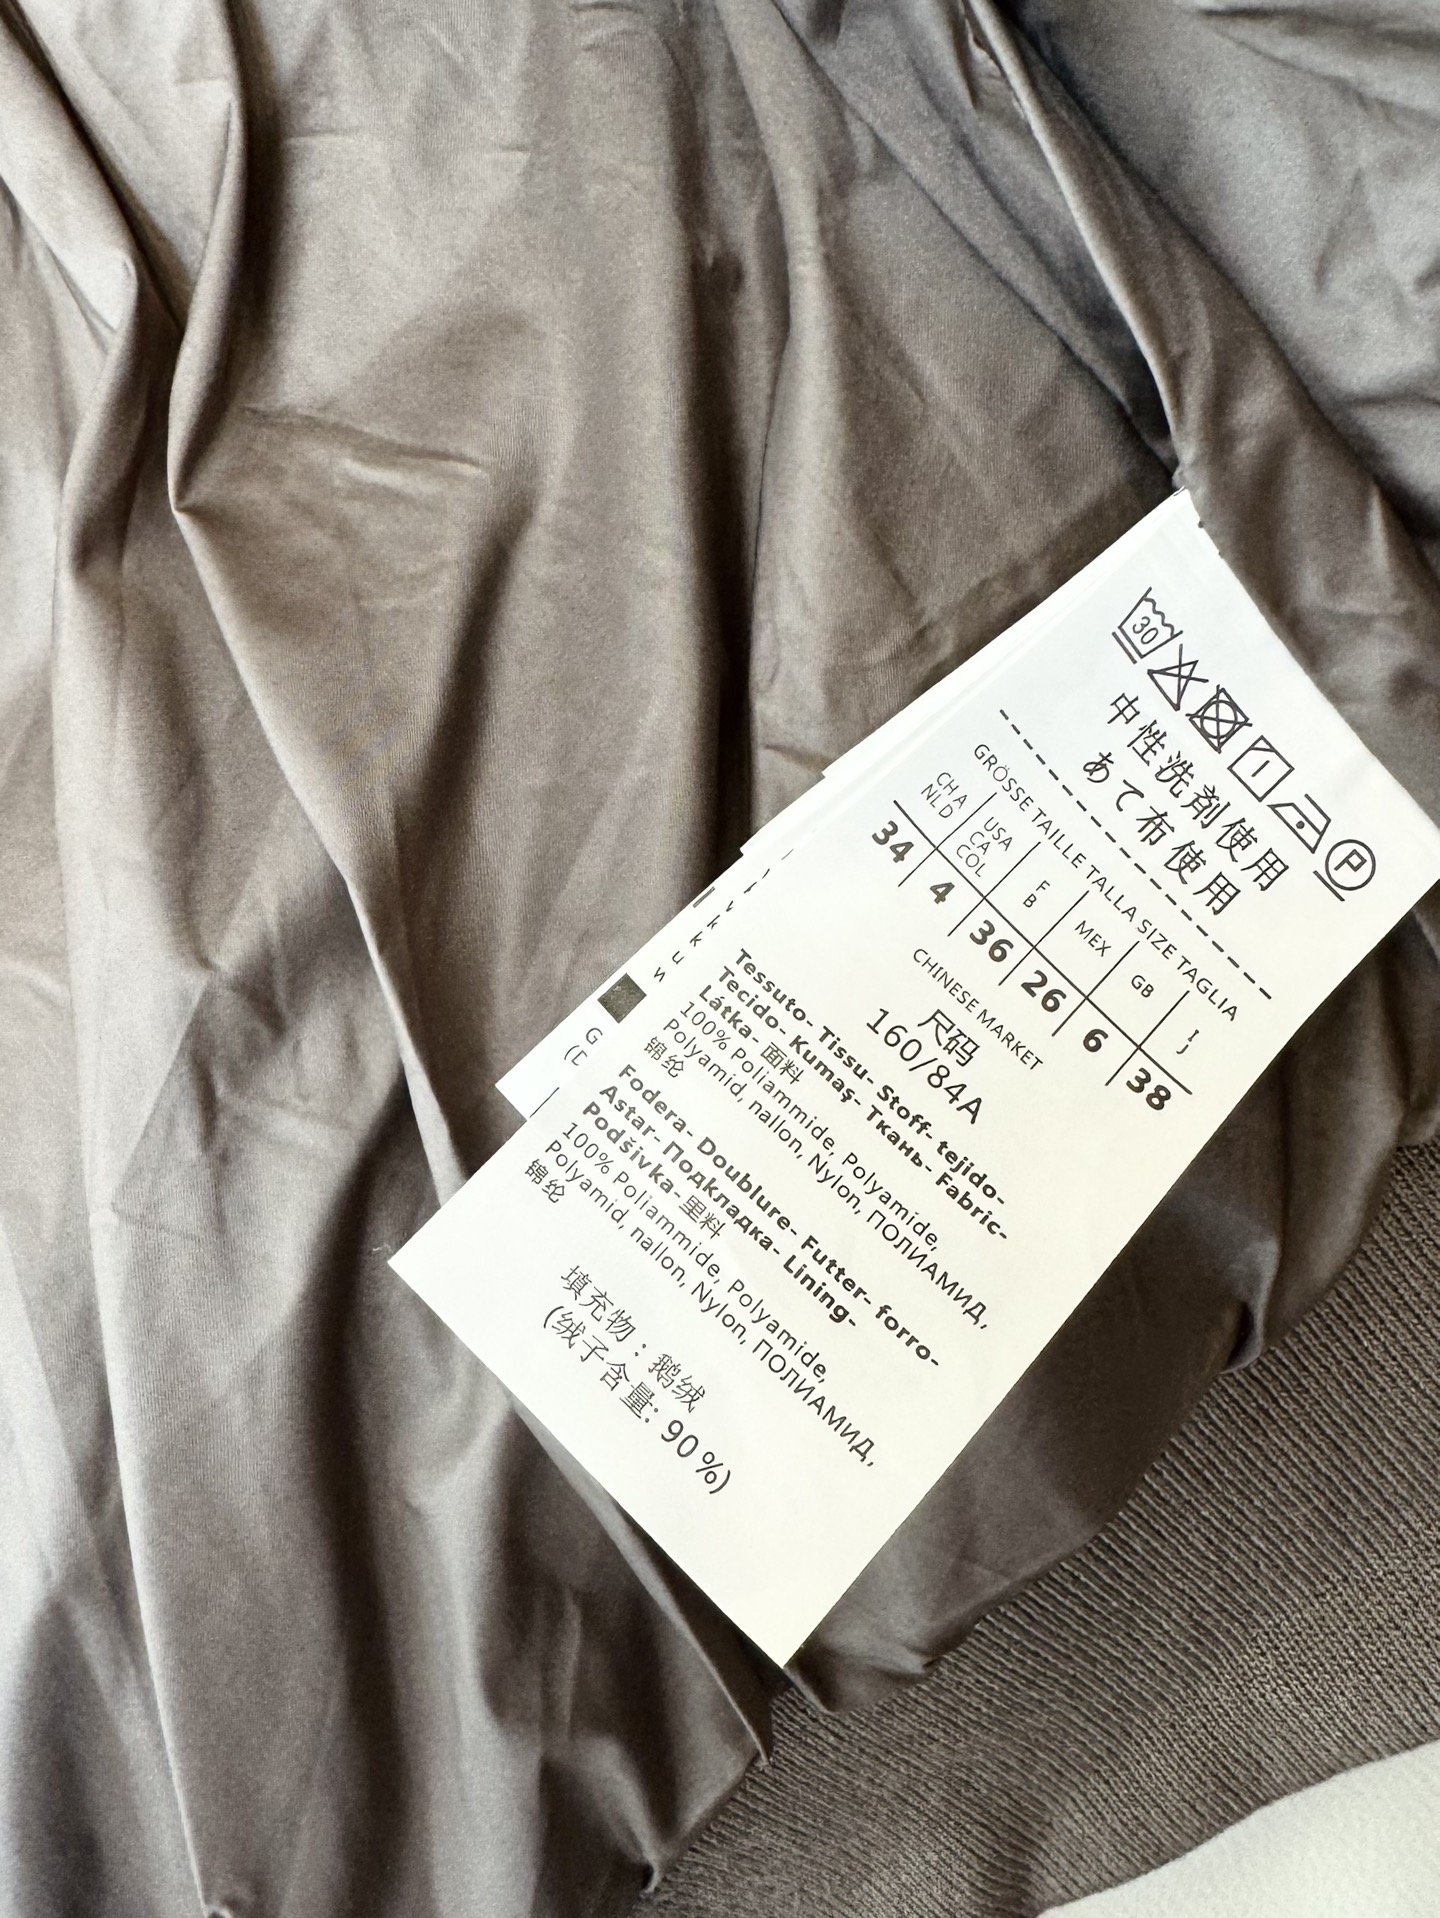 30
P
中性洗剤使用
あて布使用
GRÖSSE TAILLE TALLA SIZE TAGLIA
CH A NLD
USA CA COL
F B
MEX
GB
I J
34 4 36 26 6 38
CHINESE MARKET
尺码
160/84A
Tessuto- Tissu- Stoff- tejido-
Tecido- Kumaş- Ткань- Fabric-
Látka- 面料
100% Poliammide, Polyamide,
Polyamid, nallon, Nylon, ПОЛИАМИД,
锦纶
Fodera- Doublure- Futter- forro-
Astar- Подкладка- Lining-
Podšívka- 里料
100% Poliammide, Polyamide,
Polyamid, nallon, Nylon, ПОЛИАМИД,
锦纶
填充物：鹅绒
(绒子含量: 90%)